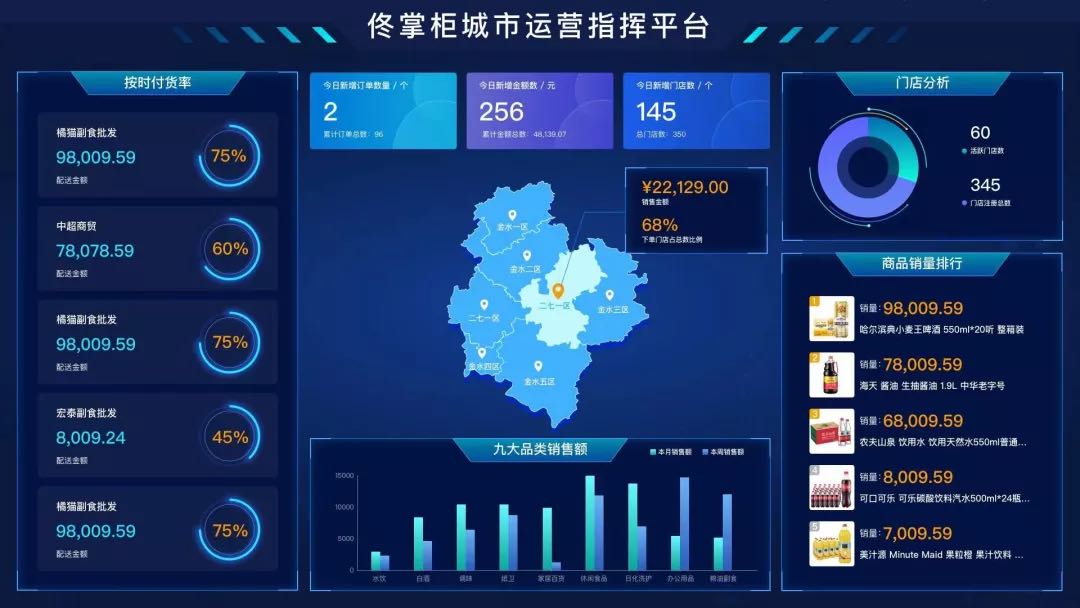 佟掌柜城市运营指挥平台
按时付货率
橘猫副食批发
98,009.59
配送金额
75%
中超商贸
78,078.59
配送金额
60%
橘猫副食批发
98,009.59
配送金额
75%
宏泰副食批发
8,009.24
配送金额
45%
橘猫副食批发
98,009.59
配送金额
75%
今日新增订单数量 / 个
2
累计订单总数：96
今日新增金额数 / 元
256
累计金额总数：48,139.07
今日新增门店数 / 个
145
总门店数：350
¥22,129.00
销售金额
68%
下单门店占总数比例
金水一区
金水二区
二七一区
金水三区
二七一区
金水四区
金水五区
九大品类销售额
本月销售额
本周销售额
15000
10000
5000
0
水饮
白酒
调味
纸卫
家居百货
休闲食品
日化洗护
办公用品
粮油副食
门店分析
60
活跃门店数
345
门店注册总数
商品销量排行
1
销量：98,009.59
哈尔滨典小麦王啤酒 550ml*20听 整箱装
2
销量：78,009.59
海天 酱油 生抽酱油 1.9L 中华老字号
3
销量：68,009.59
农夫山泉 饮用水 饮用天然水550ml普通...
4
销量：8,009.59
可口可乐 可乐碳酸饮料汽水500ml*24瓶...
5
销量：7,009.59
美汁源 Minute Maid 果粒橙 果汁饮料 ...